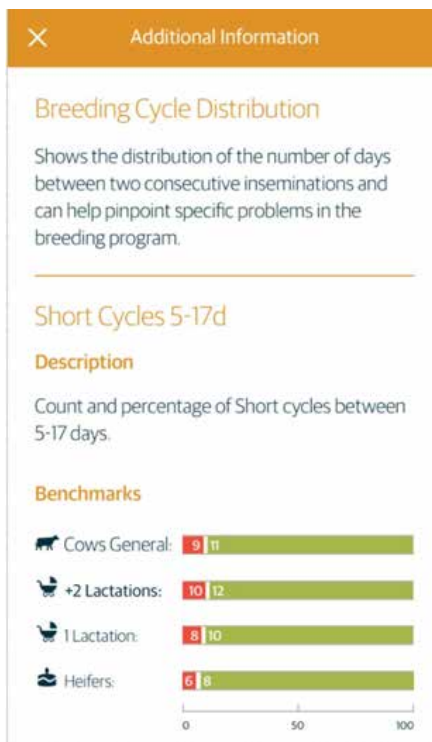 Additional Information
Breeding Cycle Distribution
Shows the distribution of the number of days
between two consecutive inseminations and
can help pinpoint specific problems in the
breeding program.
Short Cycles 5-17d
Description
Count and percentage of Short cycles between
5-17 days.
Benchmarks
Cows General: 9 11
+2 Lactations: 10 12
1 Lactation: 8 10
Heifers: 6 8
0 50 100